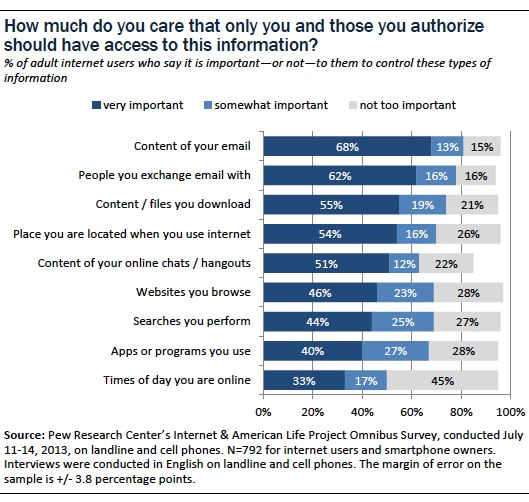 How much do you care that only you and those you authorize
should have access to this information?
% of adult internet users who say it is important—or not—to them to control these types of
information
very important somewhat important not too important
Content of your email 68% 13% 15%
People you exchange email with 62% 16% 16%
Content / files you download 55% 19% 21%
Place you are located when you use internet 54% 16% 26%
Content of your online chats / hangouts 51% 12% 22%
Websites you browse 46% 23% 28%
Searches you perform 44% 25% 27%
Apps or programs you use 40% 27% 28%
Times of day you are online 33% 17% 45%
0% 20% 40% 60% 80% 100%
Source: Pew Research Center's Internet & American Life Project Omnibus Survey, conducted July
11-14, 2013, on landline and cell phones. N=792 for internet users and smartphone owners.
Interviews were conducted in English on landline and cell phones. The margin of error on the
sample is +/- 3.8 percentage points.